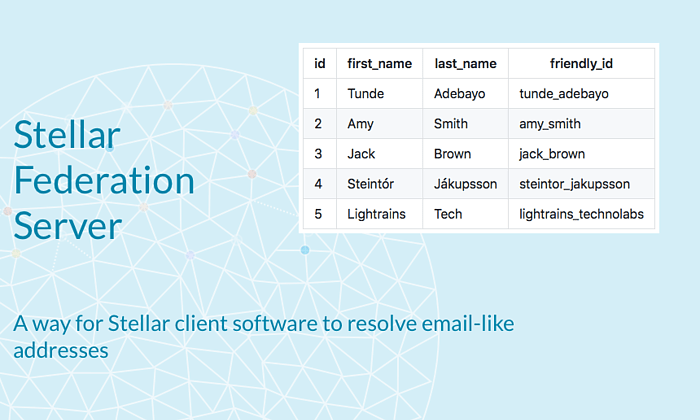 Stellar
Federation
Server
id first_name last_name friendly_id
1 Tunde Adebayo tunde_adebayo
2 Amy Smith amy_smith
3 Jack Brown jack_brown
4 Steintór Jákupsson steintor_jakupsson
5 Lightrains Tech lightrains_technolabs
A way for Stellar client software to resolve email-like
addresses